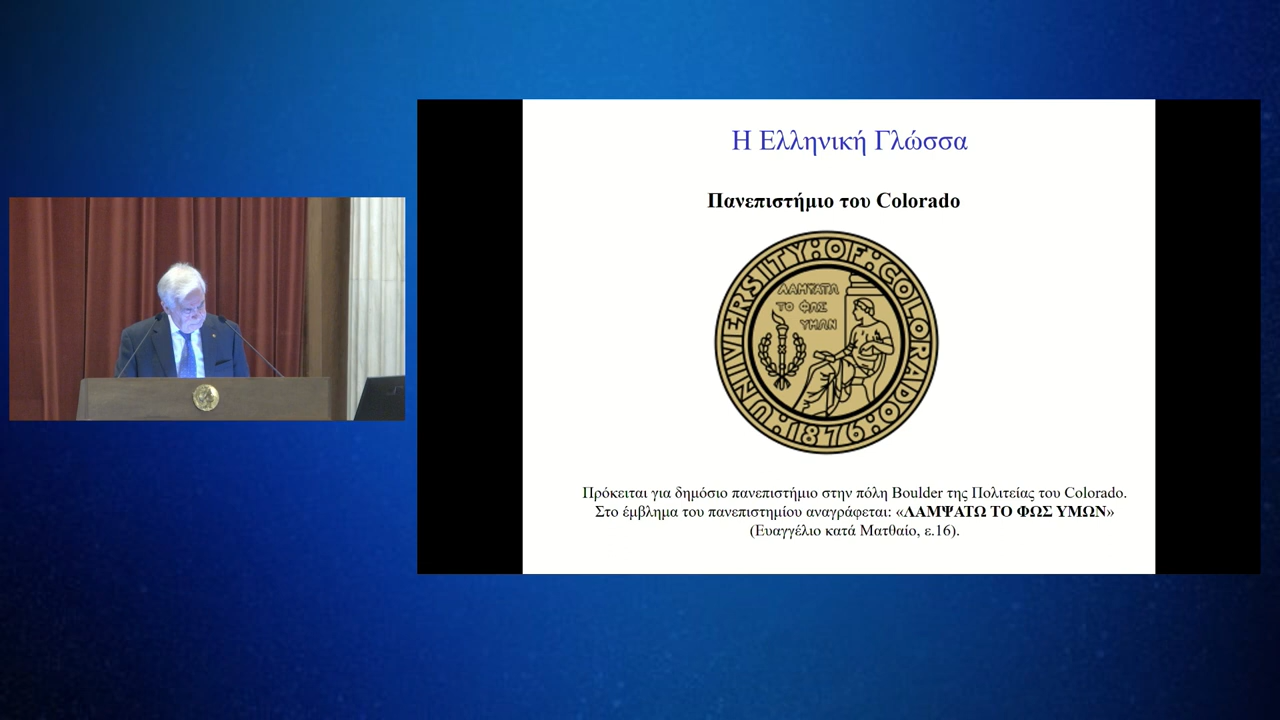 Η Ελληνική Γλώσσα
Πανεπιστήμιο του Colorado
UNIVERSITY·OF·COLORADO
ΛΑΜΨΑΤΩ
ΤΟ ΦΩΣ
ΥΜΩΝ
·1876·
Πρόκειται για δημόσιο πανεπιστήμιο στην πόλη Boulder της Πολιτείας του Colorado.
Στο έμβλημα του πανεπιστημίου αναγράφεται: «ΛΑΜΨΑΤΩ ΤΟ ΦΩΣ ΥΜΩΝ»
(Ευαγγέλιο κατά Ματθαίο, ε.16).